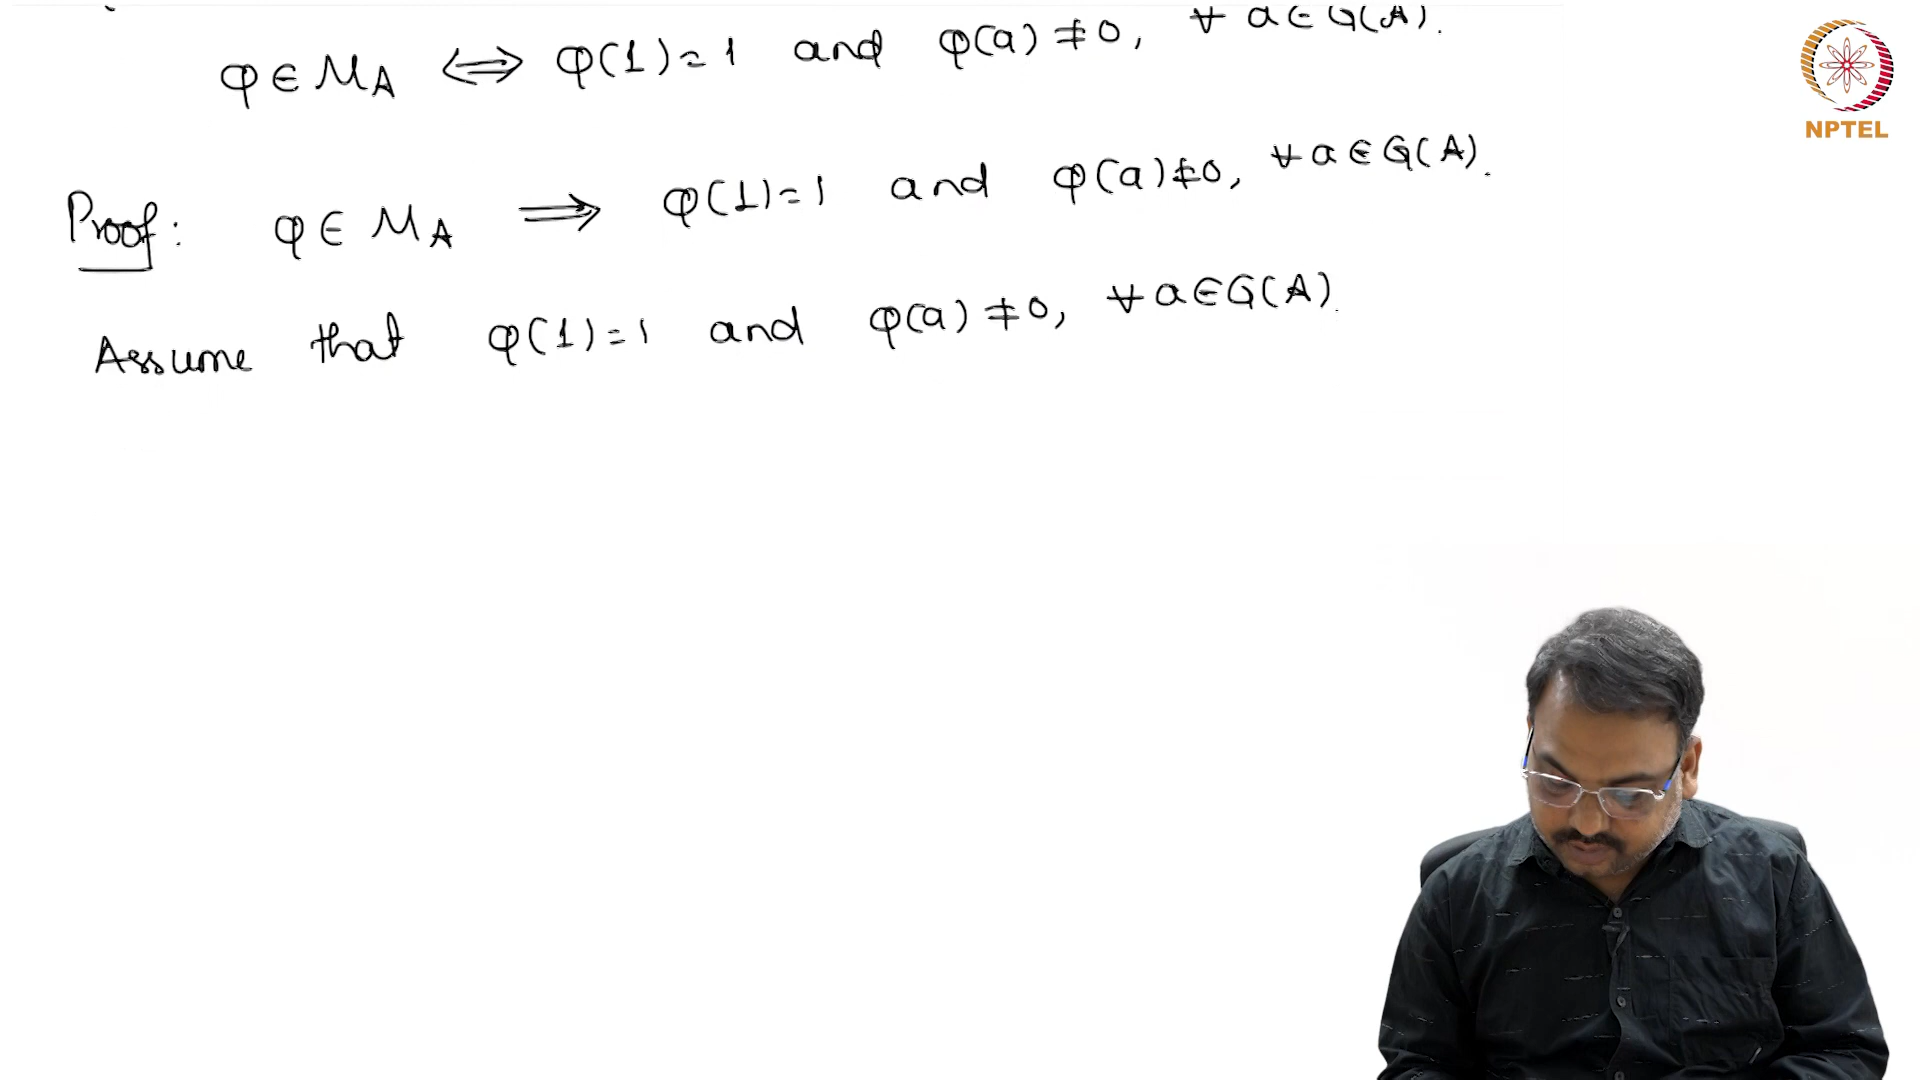 φ ∈ M_A ⟺ φ(1) = 1 and φ(a) ≠ 0, ∀ a ∈ G(A).
NPTEL
Proof: φ ∈ M_A ⟹ φ(1) = 1 and φ(a) ≠ 0, ∀ a ∈ G(A).
Assume that φ(1) = 1 and φ(a) ≠ 0, ∀ a ∈ G(A).